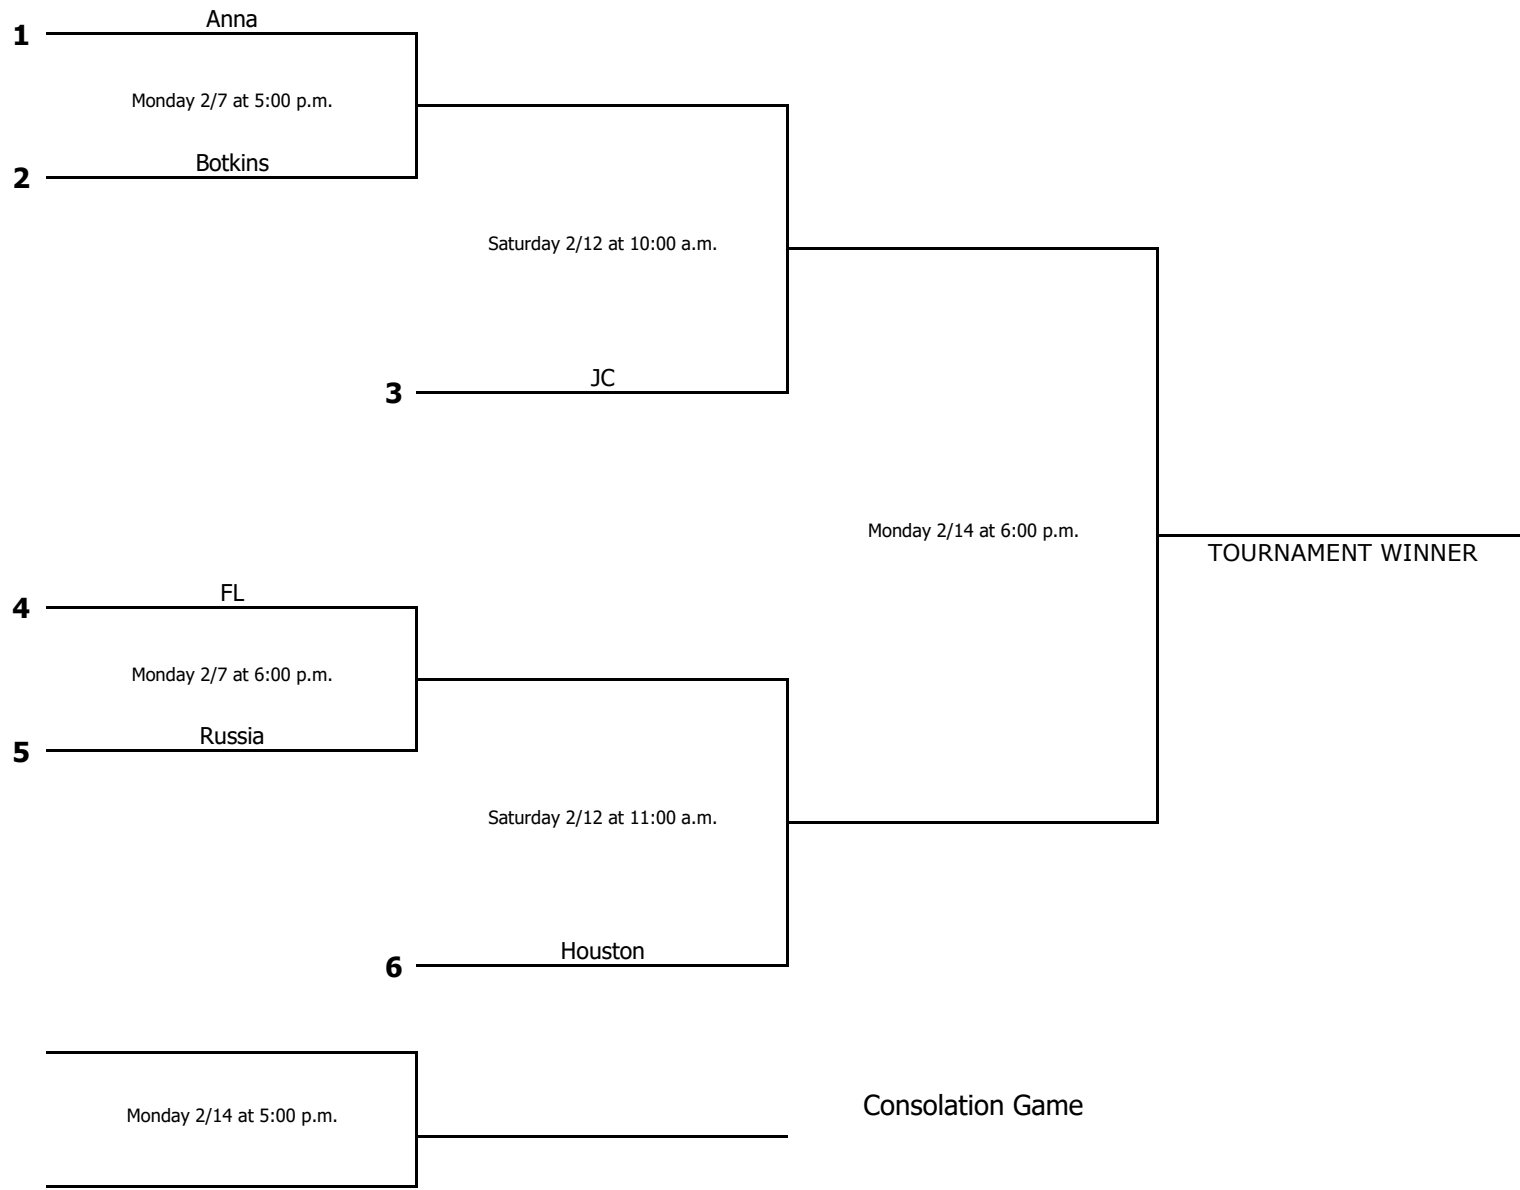 1 Anna
Monday 2/7 at 5:00 p.m.
2 Botkins
Saturday 2/12 at 10:00 a.m.
3 JC
Monday 2/14 at 6:00 p.m.
TOURNAMENT WINNER
4 FL
Monday 2/7 at 6:00 p.m.
5 Russia
Saturday 2/12 at 11:00 a.m.
6 Houston
Monday 2/14 at 5:00 p.m.
Consolation Game